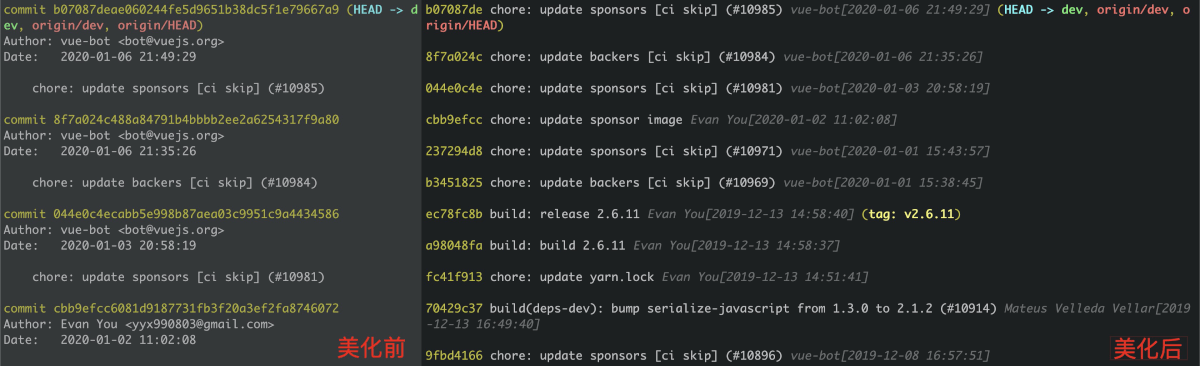 commit b07087deae060244fe5d9651b38dc5f1e79667a9 (HEAD -> d
ev, origin/dev, origin/HEAD)
Author: vue-bot <bot@vuejs.org>
Date:   2020-01-06 21:49:29
chore: update sponsors [ci skip] (#10985)
commit 8f7a024c488a84791b4bbbb2ee2a6254317f9a80
Author: vue-bot <bot@vuejs.org>
Date:   2020-01-06 21:35:26
chore: update backers [ci skip] (#10984)
commit 044e0c4ecabb5e998b87aea03c9951c9a4434586
Author: vue-bot <bot@vuejs.org>
Date:   2020-01-03 20:58:19
chore: update sponsors [ci skip] (#10981)
commit cbb9efcc6081d9187731fb3f20a3ef2fa8746072
Author: Evan You <yyx990803@gmail.com>
Date:   2020-01-02 11:02:08
美化前
b07087de chore: update sponsors [ci skip] (#10985) vue-bot[2020-01-06 21:49:29] (HEAD -> dev, origin/dev, o
rigin/HEAD)
8f7a024c chore: update backers [ci skip] (#10984) vue-bot[2020-01-06 21:35:26]
044e0c4e chore: update sponsors [ci skip] (#10981) vue-bot[2020-01-03 20:58:19]
cbb9efcc chore: update sponsor image Evan You[2020-01-02 11:02:08]
237294d8 chore: update sponsors [ci skip] (#10971) vue-bot[2020-01-01 15:43:57]
b3451825 chore: update backers [ci skip] (#10969) vue-bot[2020-01-01 15:38:45]
ec78fc8b build: release 2.6.11 Evan You[2019-12-13 14:58:40] (tag: v2.6.11)
a98048fa build: build 2.6.11 Evan You[2019-12-13 14:58:37]
fc41f913 chore: update yarn.lock Evan You[2019-12-13 14:51:41]
70429c37 build(deps-dev): bump serialize-javascript from 1.3.0 to 2.1.2 (#10914) Mateus Velleda Vellar[2019
-12-13 16:49:40]
9fbd4166 chore: update sponsors [ci skip] (#10896) vue-bot[2019-12-08 16:57:51]
美化后